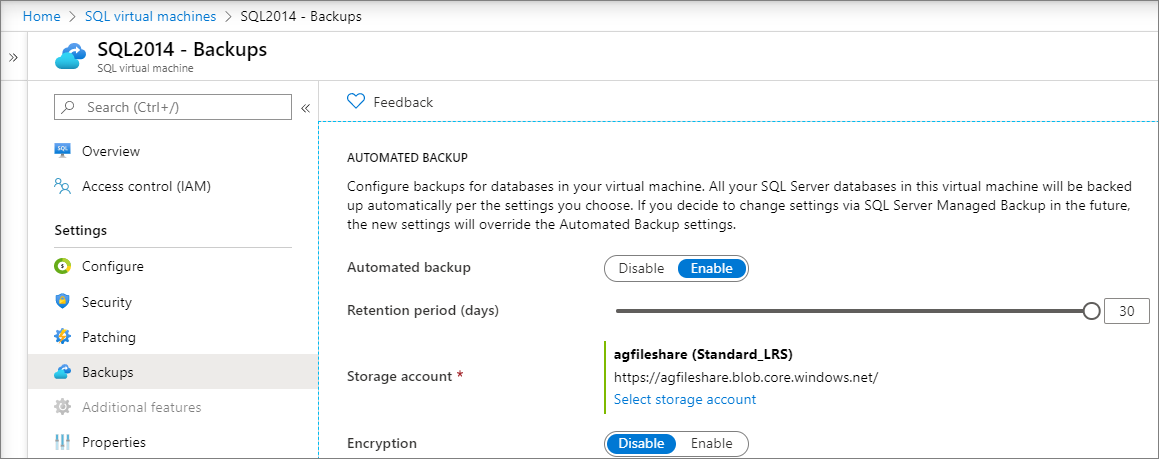 Home > SQL virtual machines > SQL2014 - Backups
»
SQL2014 - Backups
SQL virtual machine
Search (Ctrl+/)
«
Overview
Access control (IAM)
Settings
Configure
Security
Patching
Backups
Additional features
Properties
Feedback
AUTOMATED BACKUP
Configure backups for databases in your virtual machine. All your SQL Server databases in this virtual machine will be backed
up automatically per the settings you choose. If you decide to change settings via SQL Server Managed Backup in the future,
the new settings will override the Automated Backup settings.
Automated backup Disable Enable
Retention period (days) 30
Storage account *
agfileshare (Standard_LRS)
https://agfileshare.blob.core.windows.net/
Select storage account
Encryption Disable Enable